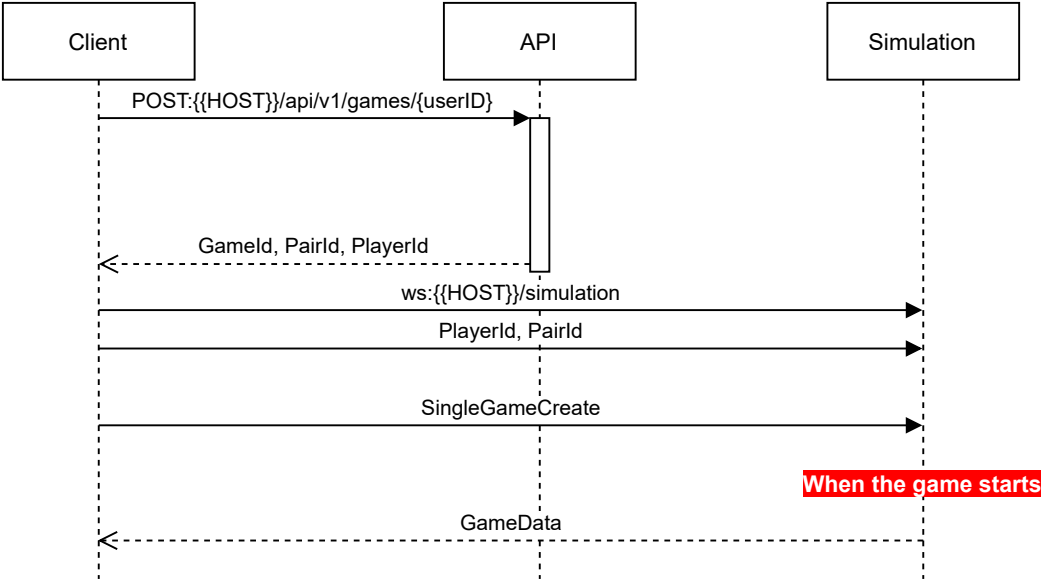 Client
API
Simulation
POST:{{HOST}}/api/v1/games/{userID}
GameId, PairId, PlayerId
ws:{{HOST}}/simulation
PlayerId, PairId
SingleGameCreate
When the game starts
GameData